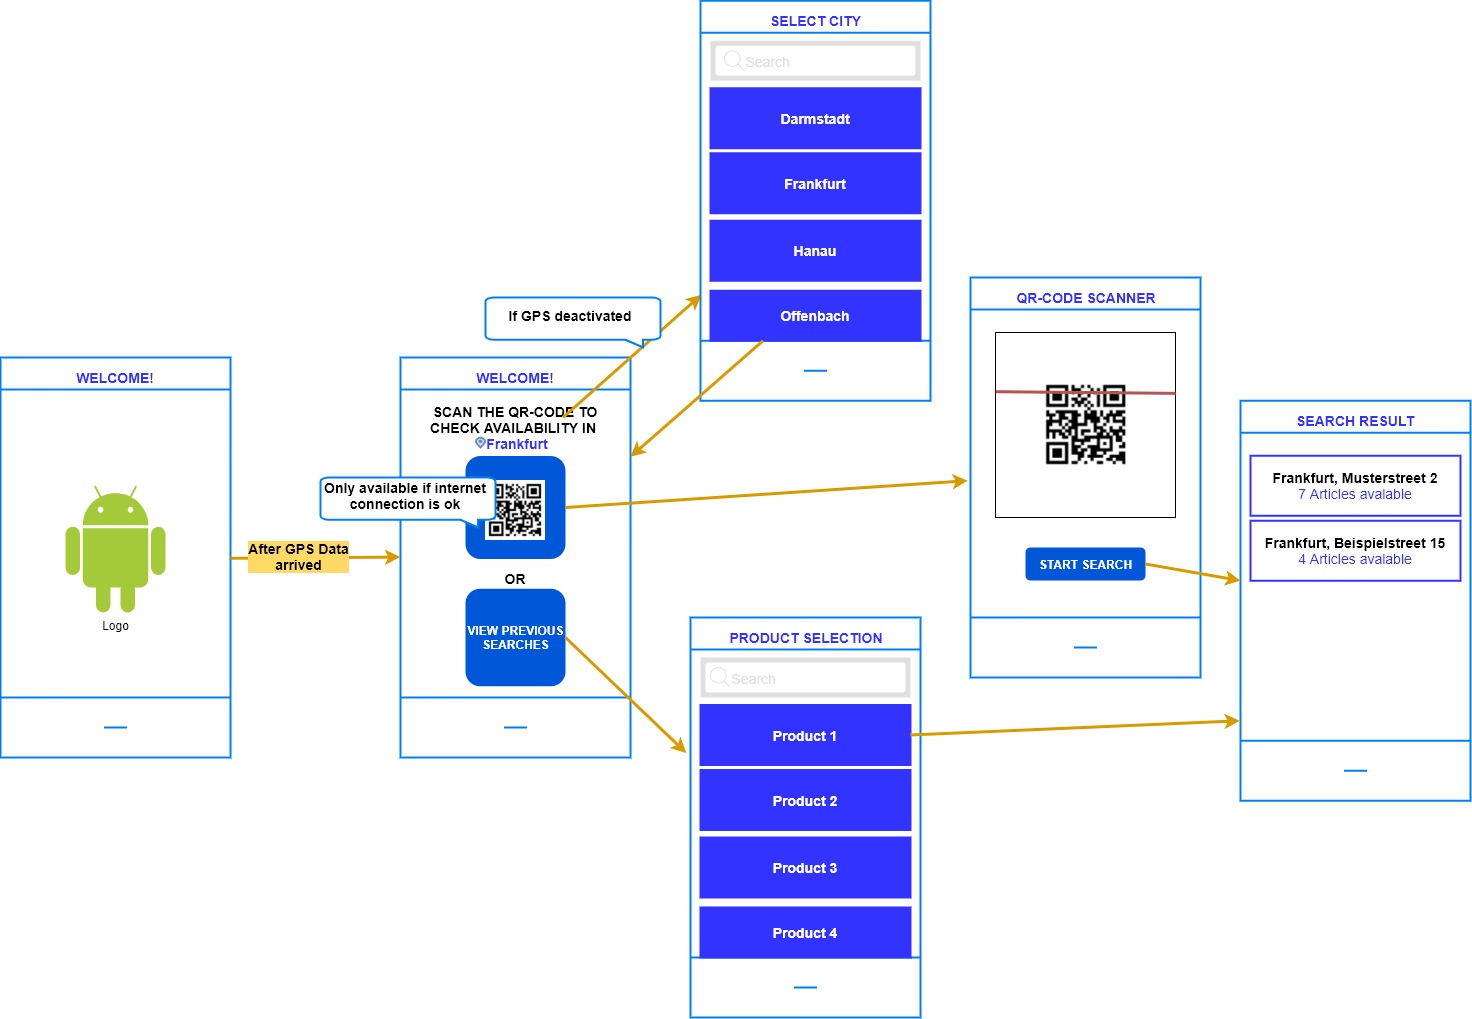 WELCOME!
Logo
After GPS Data
arrived
WELCOME!
SCAN THE QR-CODE TO
CHECK AVAILABILITY IN
Frankfurt
Only available if internet
connection is ok
OR
VIEW PREVIOUS
SEARCHES
If GPS deactivated
SELECT CITY
Search
Darmstadt
Frankfurt
Hanau
Offenbach
PRODUCT SELECTION
Search
Product 1
Product 2
Product 3
Product 4
QR-CODE SCANNER
START SEARCH
SEARCH RESULT
Frankfurt, Musterstreet 2
7 Articles avalable
Frankfurt, Beispielstreet 15
4 Articles avalable